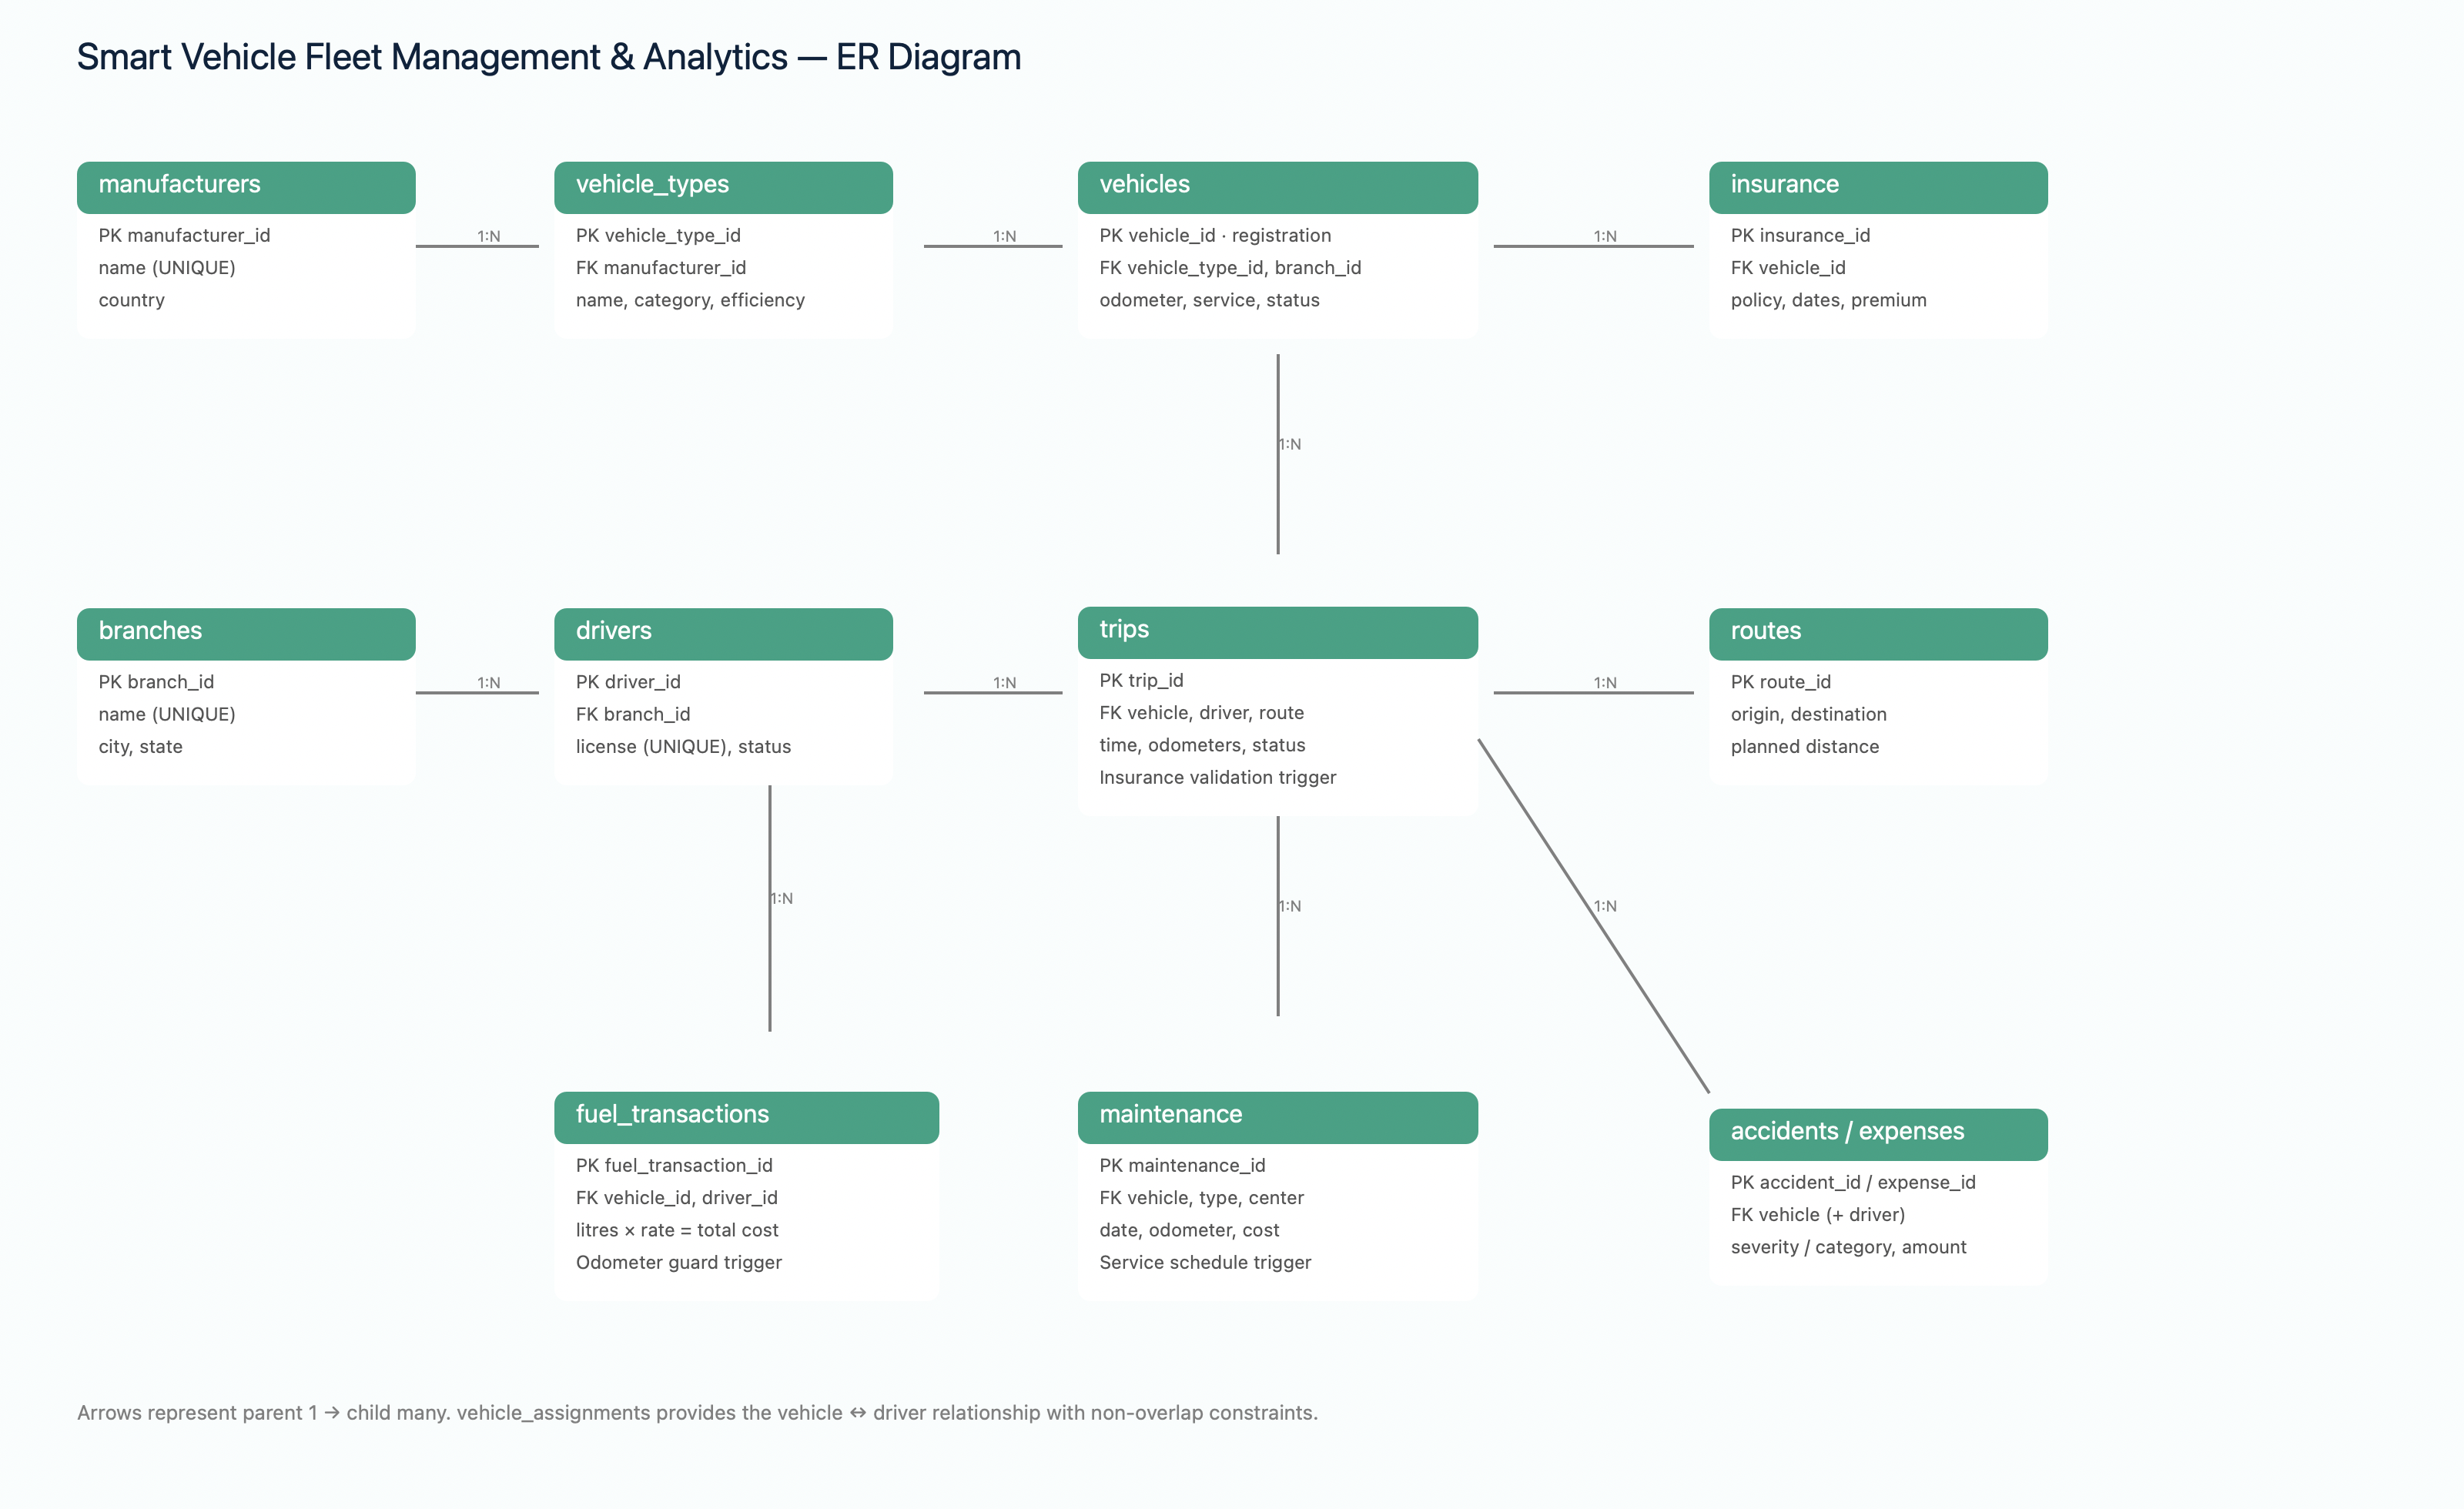 Smart Vehicle Fleet Management & Analytics — ER Diagram
manufacturers
PK manufacturer_id
name (UNIQUE)
country
1:N
vehicle_types
PK vehicle_type_id
FK manufacturer_id
name, category, efficiency
1:N
vehicles
PK vehicle_id · registration
FK vehicle_type_id, branch_id
odometer, service, status
1:N
insurance
PK insurance_id
FK vehicle_id
policy, dates, premium
1:N
branches
PK branch_id
name (UNIQUE)
city, state
1:N
drivers
PK driver_id
FK branch_id
license (UNIQUE), status
1:N
trips
PK trip_id
FK vehicle, driver, route
time, odometers, status
Insurance validation trigger
1:N
routes
PK route_id
origin, destination
planned distance
1:N
1:N
1:N
fuel_transactions
PK fuel_transaction_id
FK vehicle_id, driver_id
litres × rate = total cost
Odometer guard trigger
maintenance
PK maintenance_id
FK vehicle, type, center
date, odometer, cost
Service schedule trigger
accidents / expenses
PK accident_id / expense_id
FK vehicle (+ driver)
severity / category, amount
Arrows represent parent 1 → child many. vehicle_assignments provides the vehicle ↔ driver relationship with non-overlap constraints.